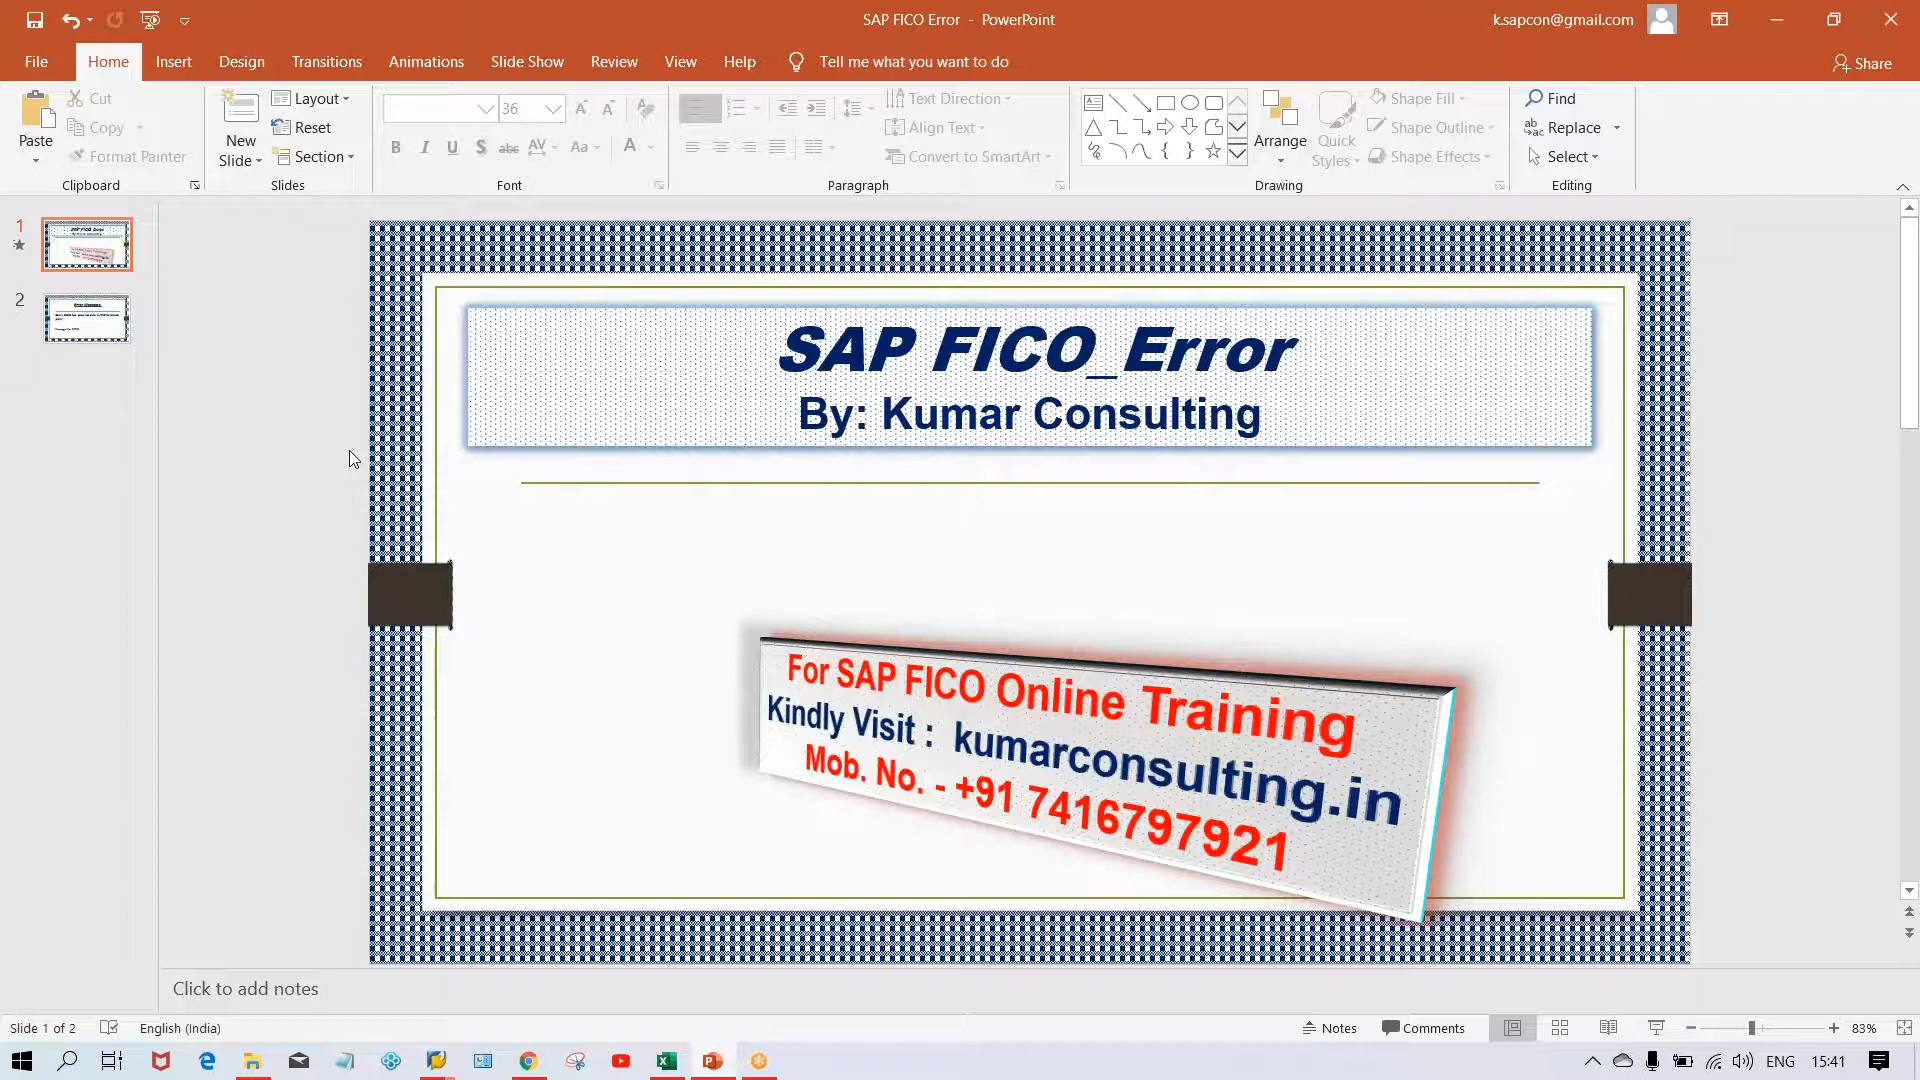 SAP FICO Error - PowerPoint
k.sapcon@gmail.com
File Home Insert Design Transitions Animations Slide Show Review View Help Tell me what you want to do
Share
Paste
Cut
Copy
Format Painter
Clipboard
New Slide
Layout
Reset
Section
Slides
36
B I U S abc AV Aa A
Font
Text Direction
Align Text
Convert to SmartArt
Paragraph
Arrange
Quick Styles
Shape Fill
Shape Outline
Shape Effects
Drawing
Find
Replace
Select
Editing
1
2
SAP FICO_Error
By: Kumar Consulting
For SAP FICO Online Training
Kindly Visit : kumarconsulting.in
Mob. No. - +91 7416797921
Click to add notes
Slide 1 of 2
English (India)
Notes
Comments
83%
ENG
15:41